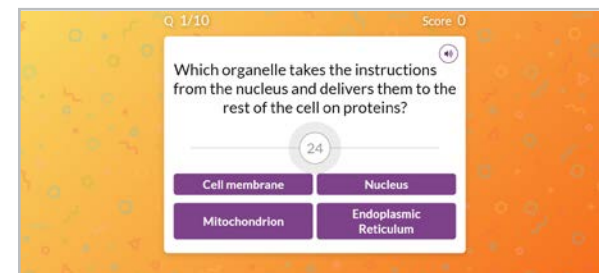 Q 1/10
Score 0
Which organelle takes the instructions
from the nucleus and delivers them to the
rest of the cell on proteins?
24
Cell membrane
Nucleus
Mitochondrion
Endoplasmic
Reticulum